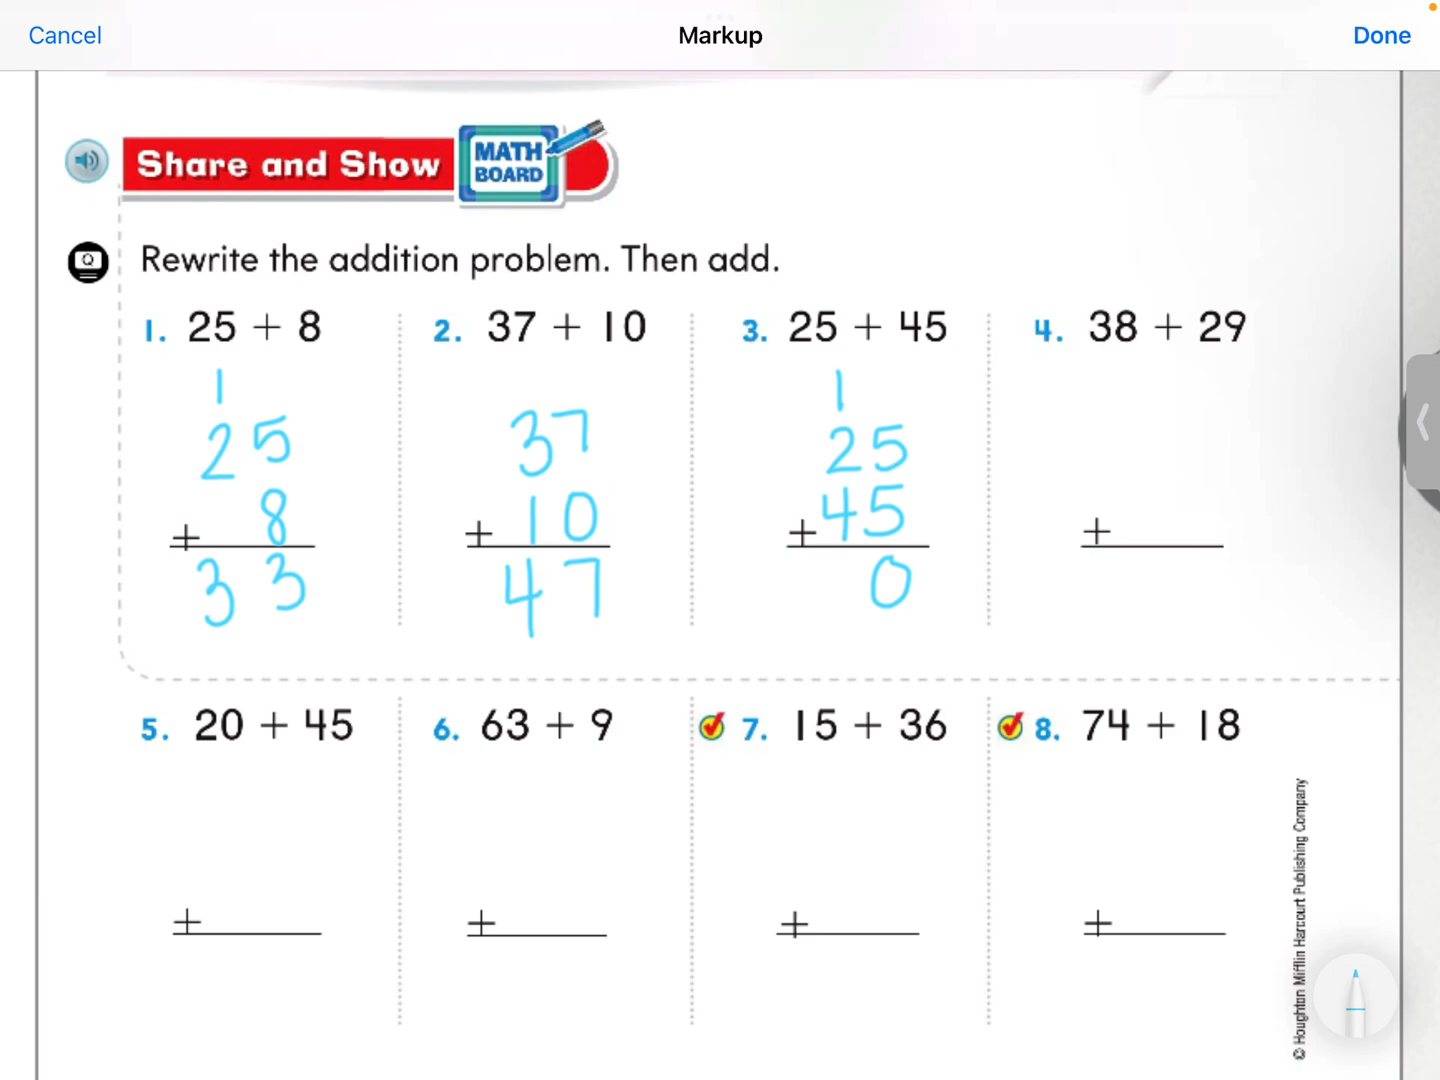 Cancel Markup Done
Share and Show MATH BOARD
Q Rewrite the addition problem. Then add.
1. 25 + 8 2. 37 + 10 3. 25 + 45 4. 38 + 29
1 1
25 37 25
+ 8 + 10 + 45 +
33 47 0
5. 20 + 45 6. 63 + 9 7. 15 + 36 8. 74 + 18
+ + + +
© Houghton Mifflin Harcourt Publishing Company